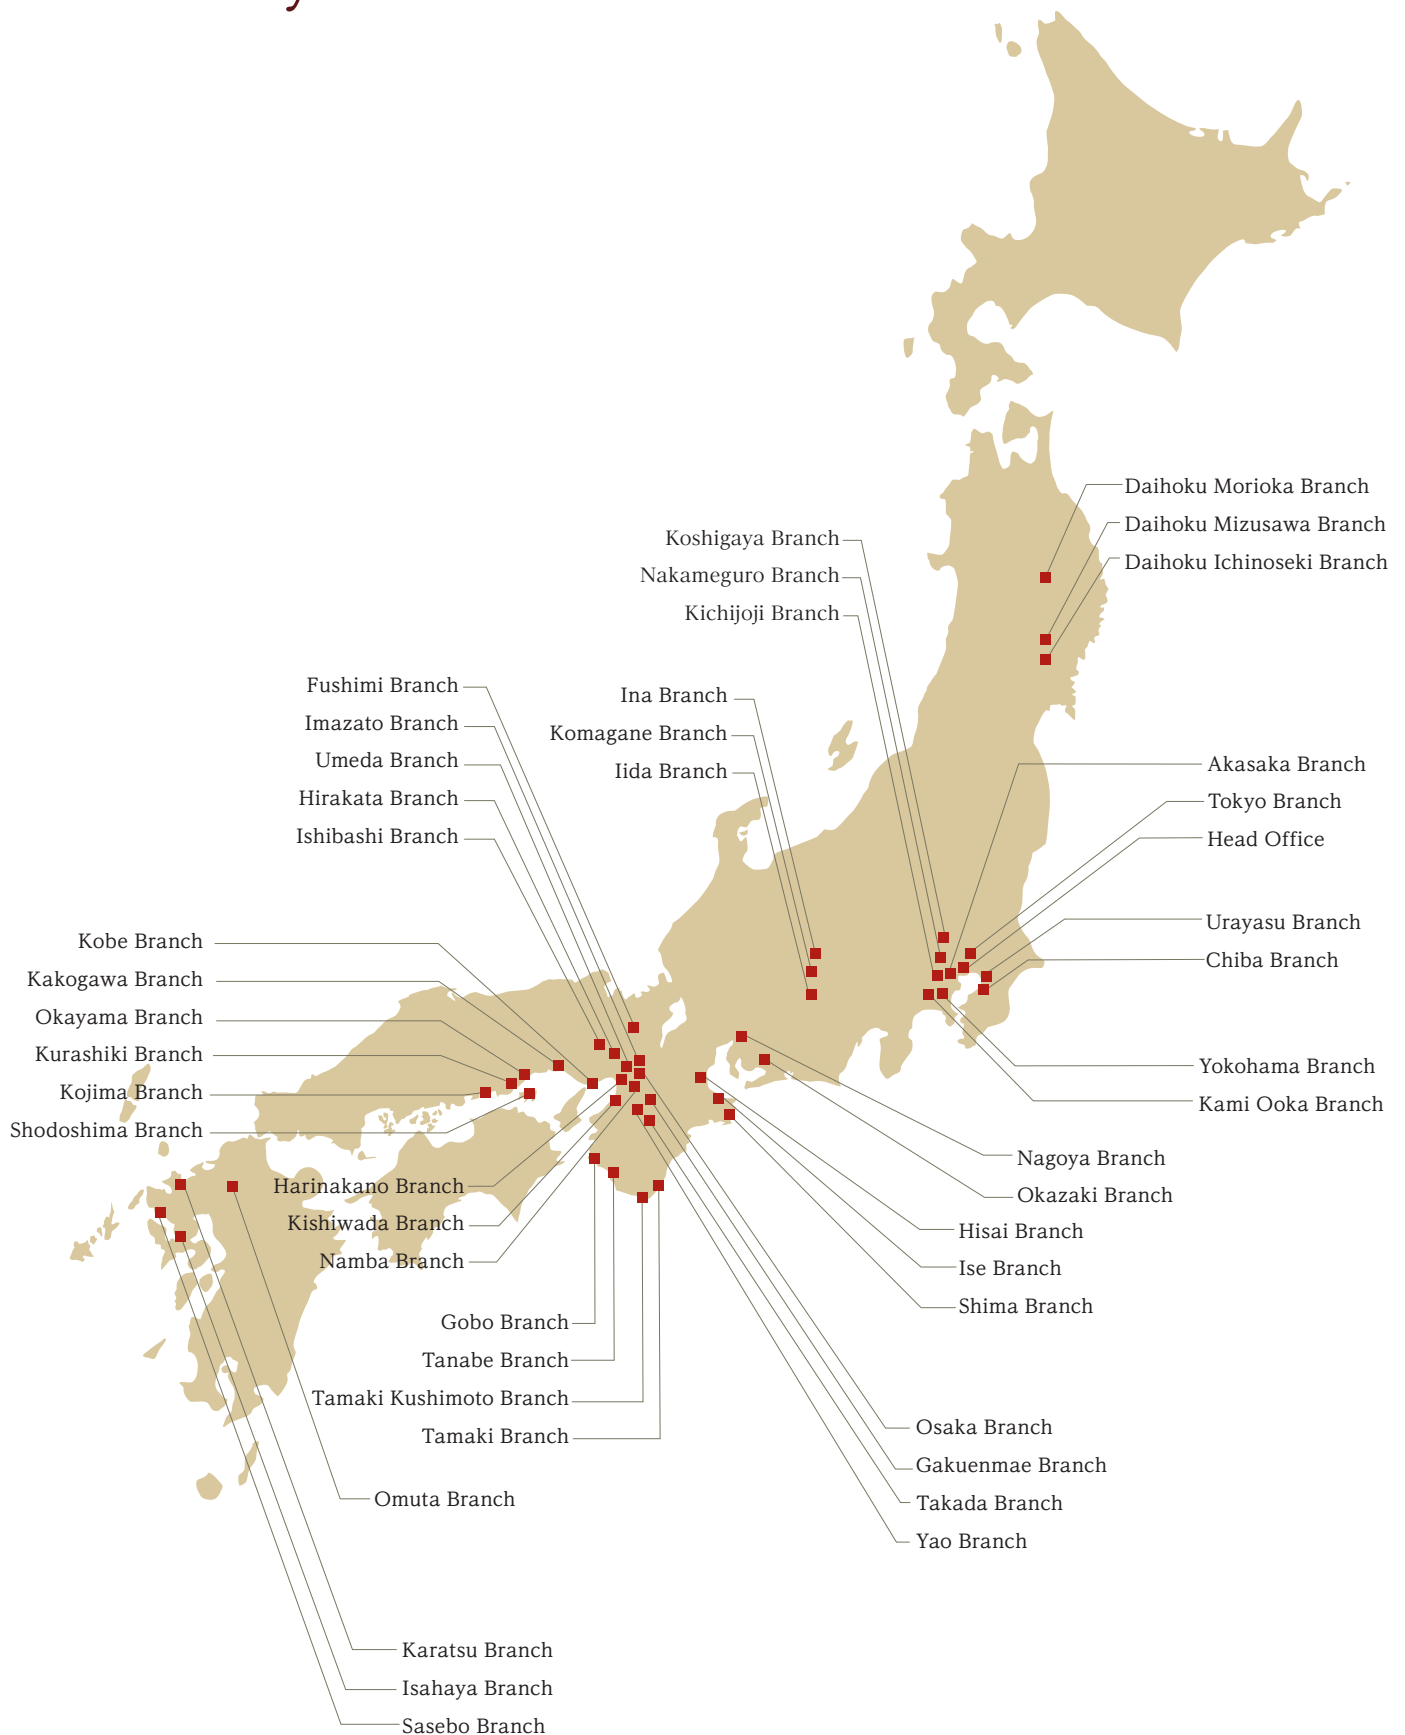 Daihoku Morioka Branch
Daihoku Mizusawa Branch
Daihoku Ichinoseki Branch
Koshigaya Branch
Nakameguro Branch
Kichijoji Branch
Fushimi Branch
Imazato Branch
Umeda Branch
Hirakata Branch
Ishibashi Branch
Ina Branch
Komagane Branch
Iida Branch
Akasaka Branch
Tokyo Branch
Head Office
Urayasu Branch
Chiba Branch
Kobe Branch
Kakogawa Branch
Okayama Branch
Kurashiki Branch
Kojima Branch
Shodoshima Branch
Yokohama Branch
Kami Ooka Branch
Nagoya Branch
Okazaki Branch
Hisai Branch
Ise Branch
Shima Branch
Harinakano Branch
Kishiwada Branch
Namba Branch
Gobo Branch
Tanabe Branch
Tamaki Kushimoto Branch
Tamaki Branch
Osaka Branch
Gakuenmae Branch
Takada Branch
Yao Branch
Omuta Branch
Karatsu Branch
Isahaya Branch
Sasebo Branch